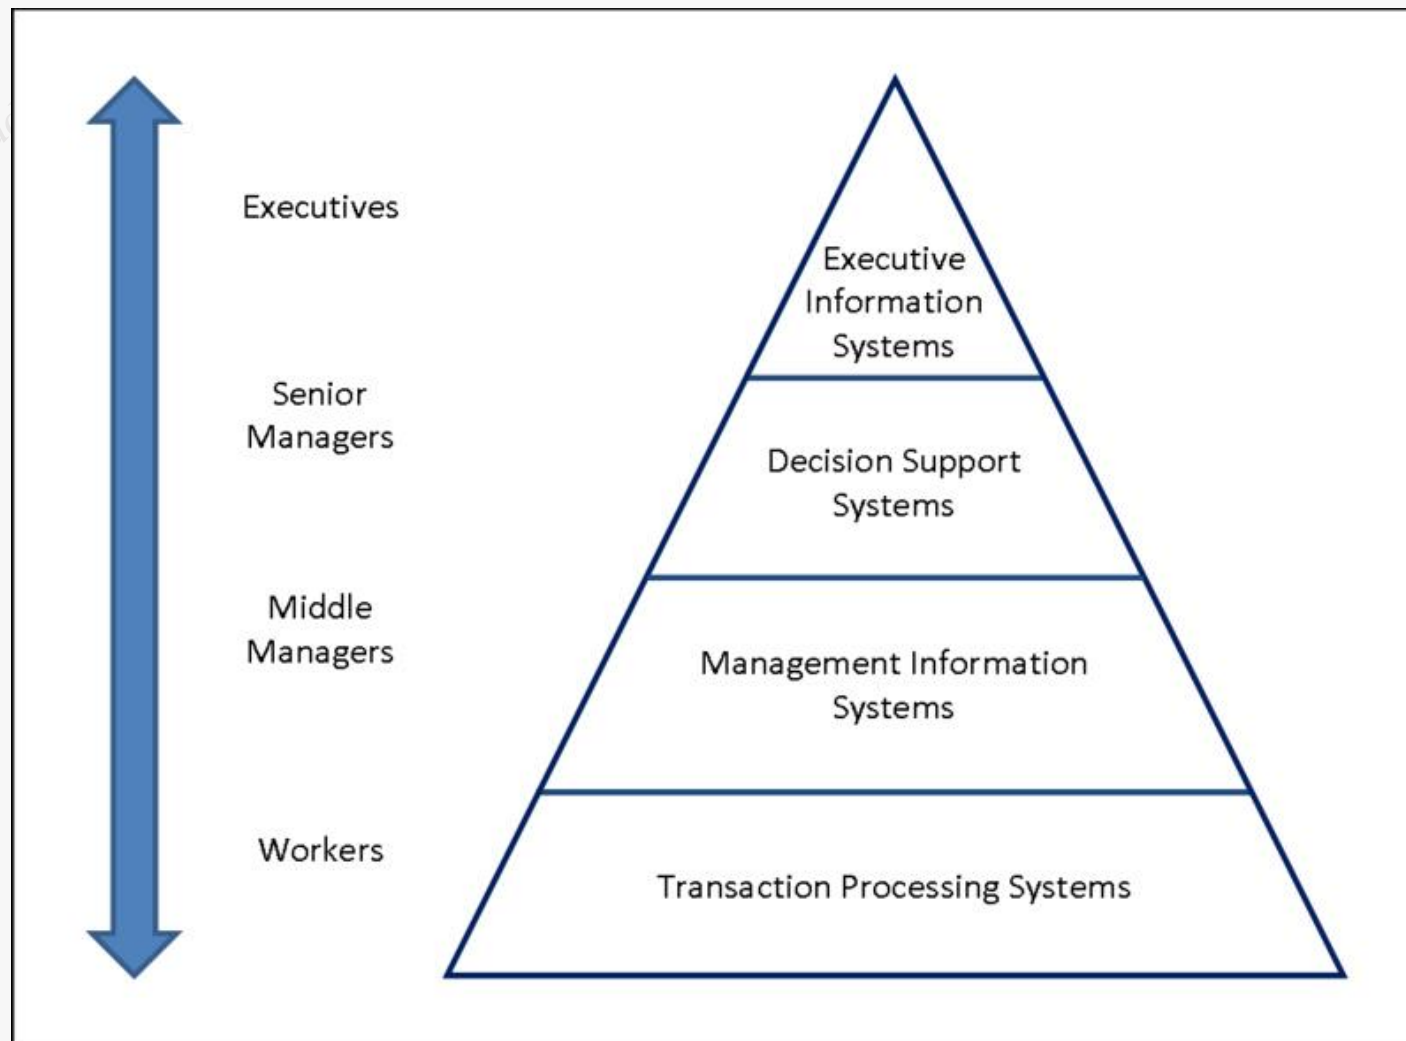 Executives
Executive
Information
Systems
Senior
Managers
Decision Support
Systems
Middle
Managers
Management Information
Systems
Workers
Transaction Processing Systems